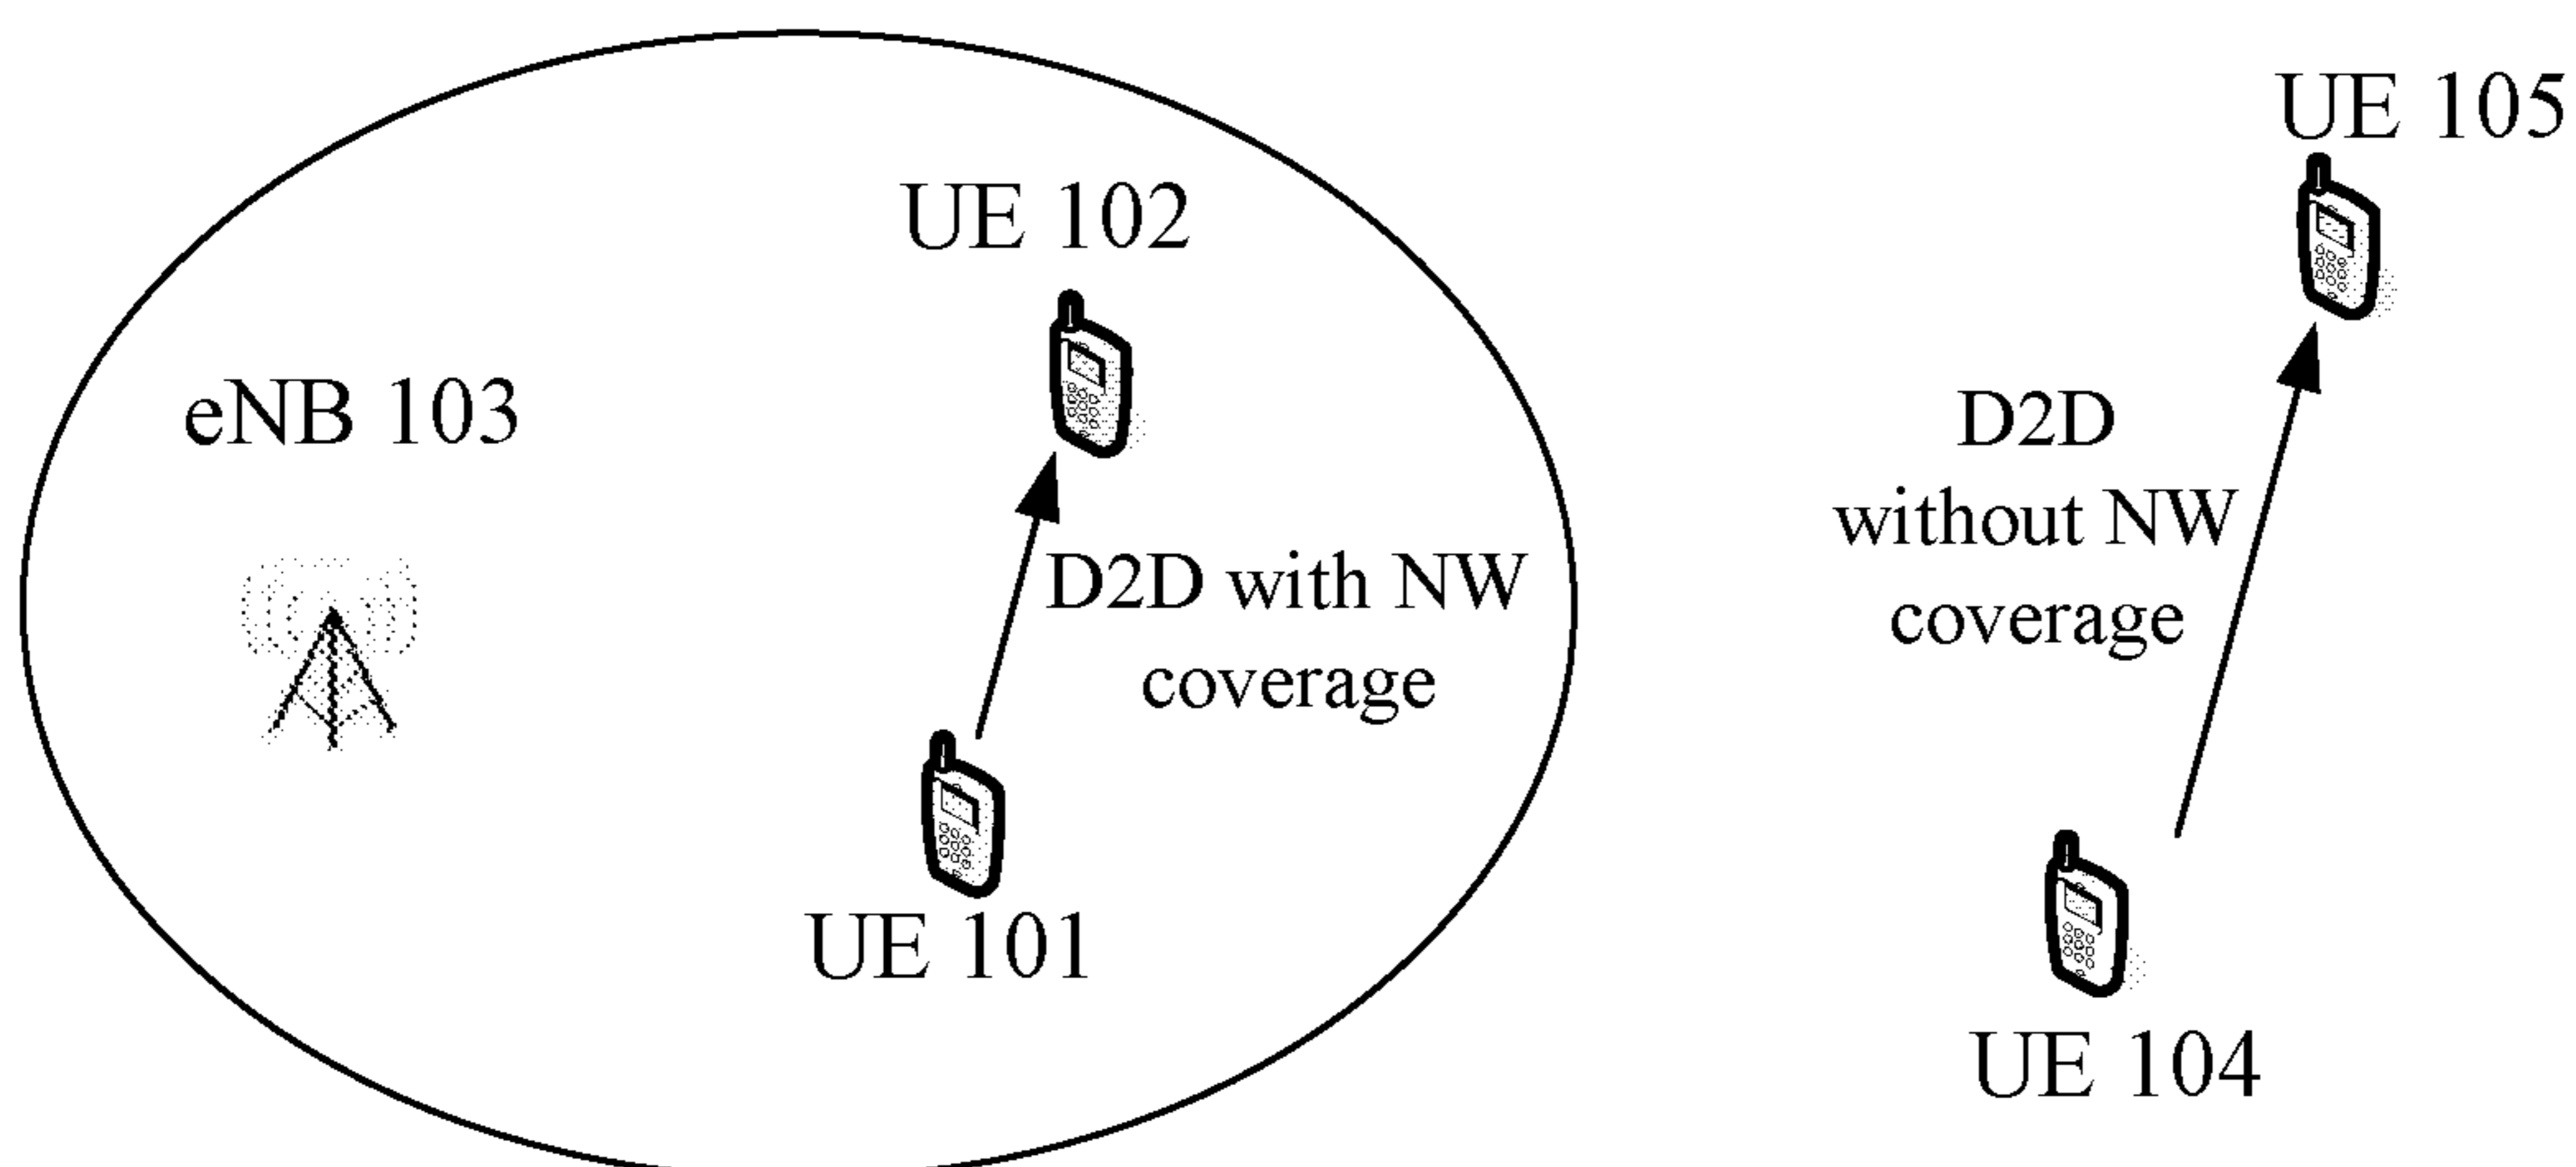 UE 105
UE 102
eNB 103
D2D
without NW
coverage
D2D with NW
coverage
UE 101
UE 104